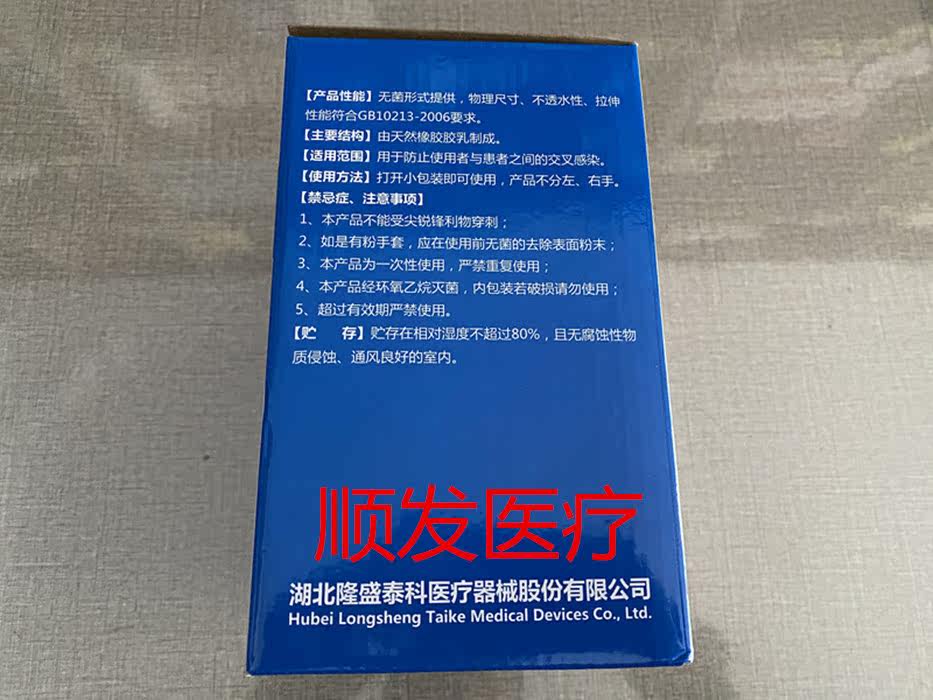 【产品性能】无菌形式提供，物理尺寸、不透水性、拉伸
性能符合GB10213-2006要求。
【主要结构】由天然橡胶胶乳制成。
【适用范围】用于防止使用者与患者之间的交叉感染。
【使用方法】打开小包装即可使用，产品不分左、右手。
【禁忌症、注意事项】
1、本产品不能受尖锐锋利物穿刺；
2、如是有粉手套，应在使用前无菌的去除表面粉末；
3、本产品为一次性使用，严禁重复使用；
4、本产品经环氧乙烷灭菌，内包装若破损请勿使用；
5、超过有效期严禁使用。
【贮 存】贮存在相对湿度不超过80%，且无腐蚀性物
质侵蚀、通风良好的室内。
顺发医疗
湖北隆盛泰科医疗器械股份有限公司
Hubei Longsheng Taike Medical Devices Co., Ltd.